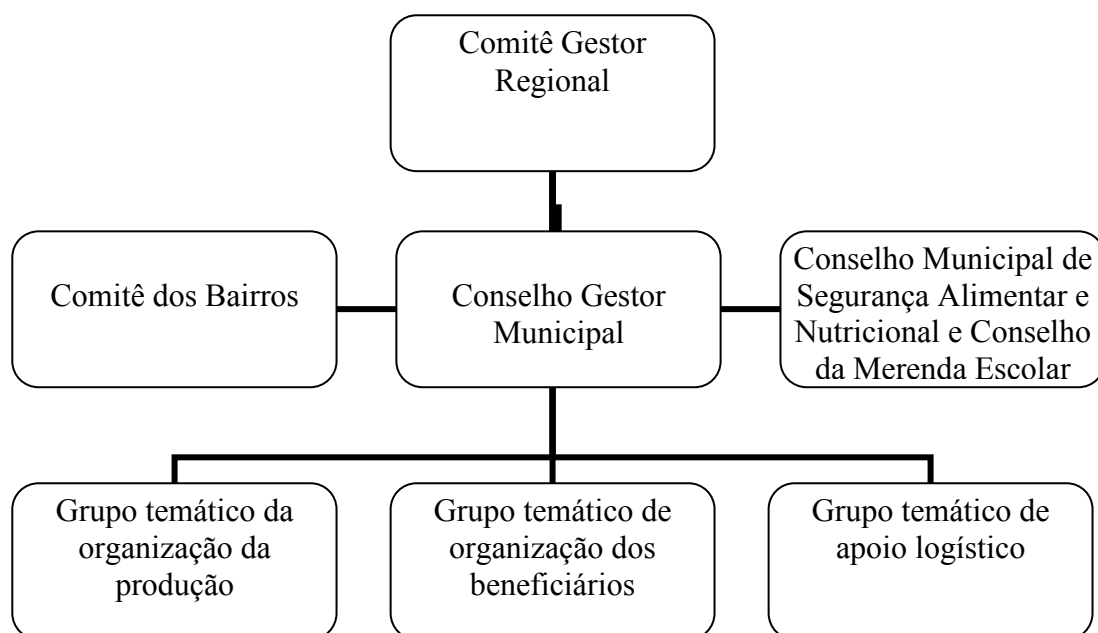 Comitê Gestor
Regional
Comitê dos Bairros
Conselho Gestor
Municipal
Conselho Municipal de
Segurança Alimentar e
Nutricional e Conselho
da Merenda Escolar
Grupo temático da
organização da
produção
Grupo temático de
organização dos
beneficiários
Grupo temático de
apoio logístico